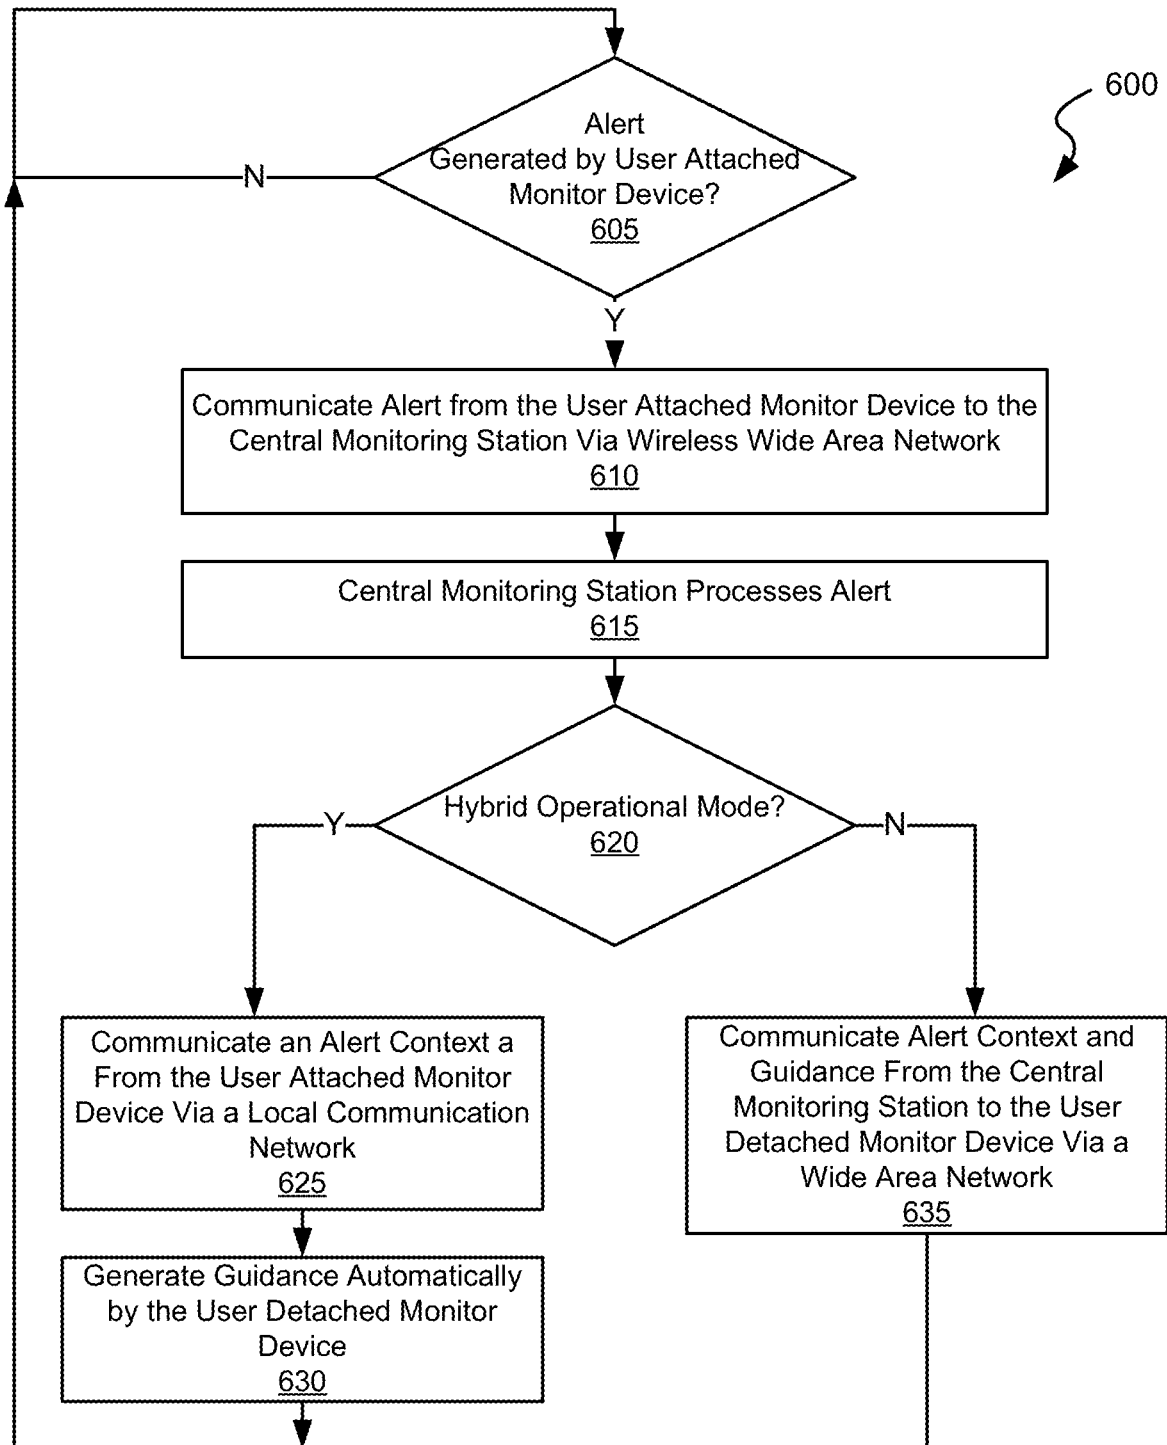 600
Alert
Generated by User Attached
Monitor Device?
605
N
Y
Communicate Alert from the User Attached Monitor Device to the
Central Monitoring Station Via Wireless Wide Area Network
610
Central Monitoring Station Processes Alert
615
Hybrid Operational Mode?
620
Y
N
Communicate an Alert Context a
From the User Attached Monitor
Device Via a Local Communication
Network
625
Communicate Alert Context and
Guidance From the Central
Monitoring Station to the User
Detached Monitor Device Via a
Wide Area Network
635
Generate Guidance Automatically
by the User Detached Monitor
Device
630